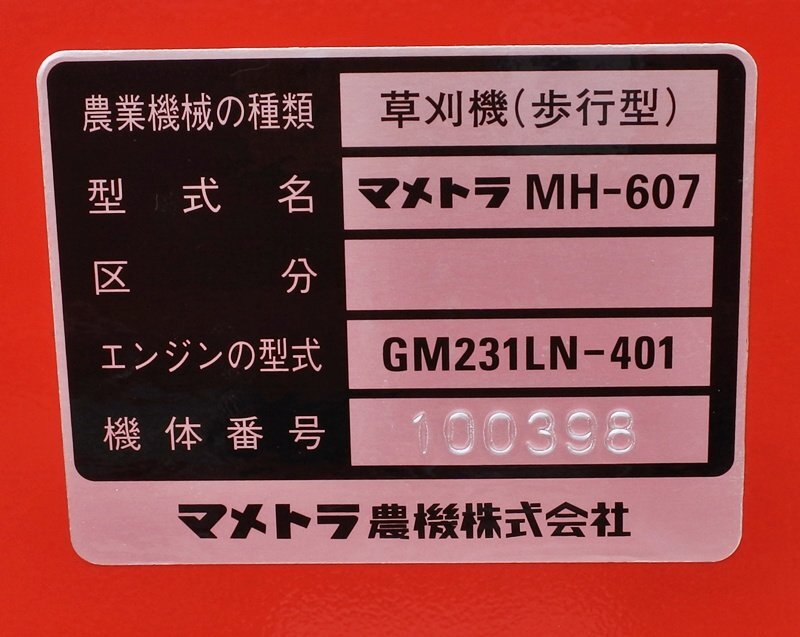 農業機械の種類 草刈機(歩行型)
型式名 マメトラ MH-607
区分
エンジンの型式 GM231LN-401
機体番号 100398
マメトラ農機株式会社